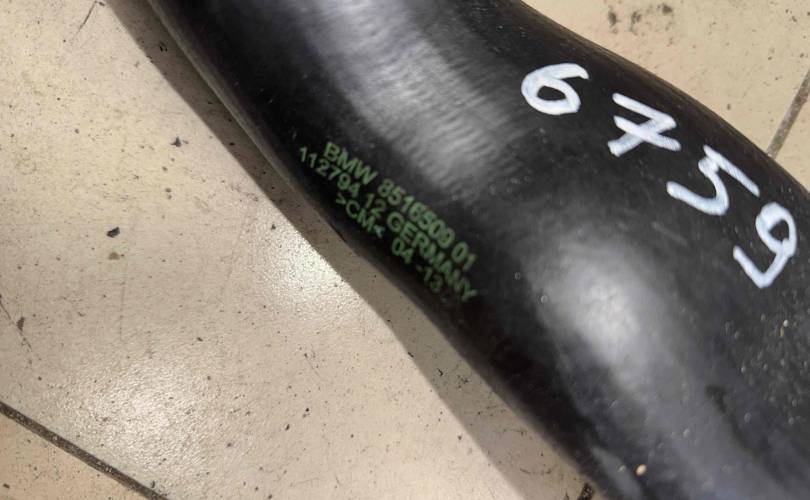 6759
BMW 8516509 01
112794 12 GERMANY
>CM< 04-13